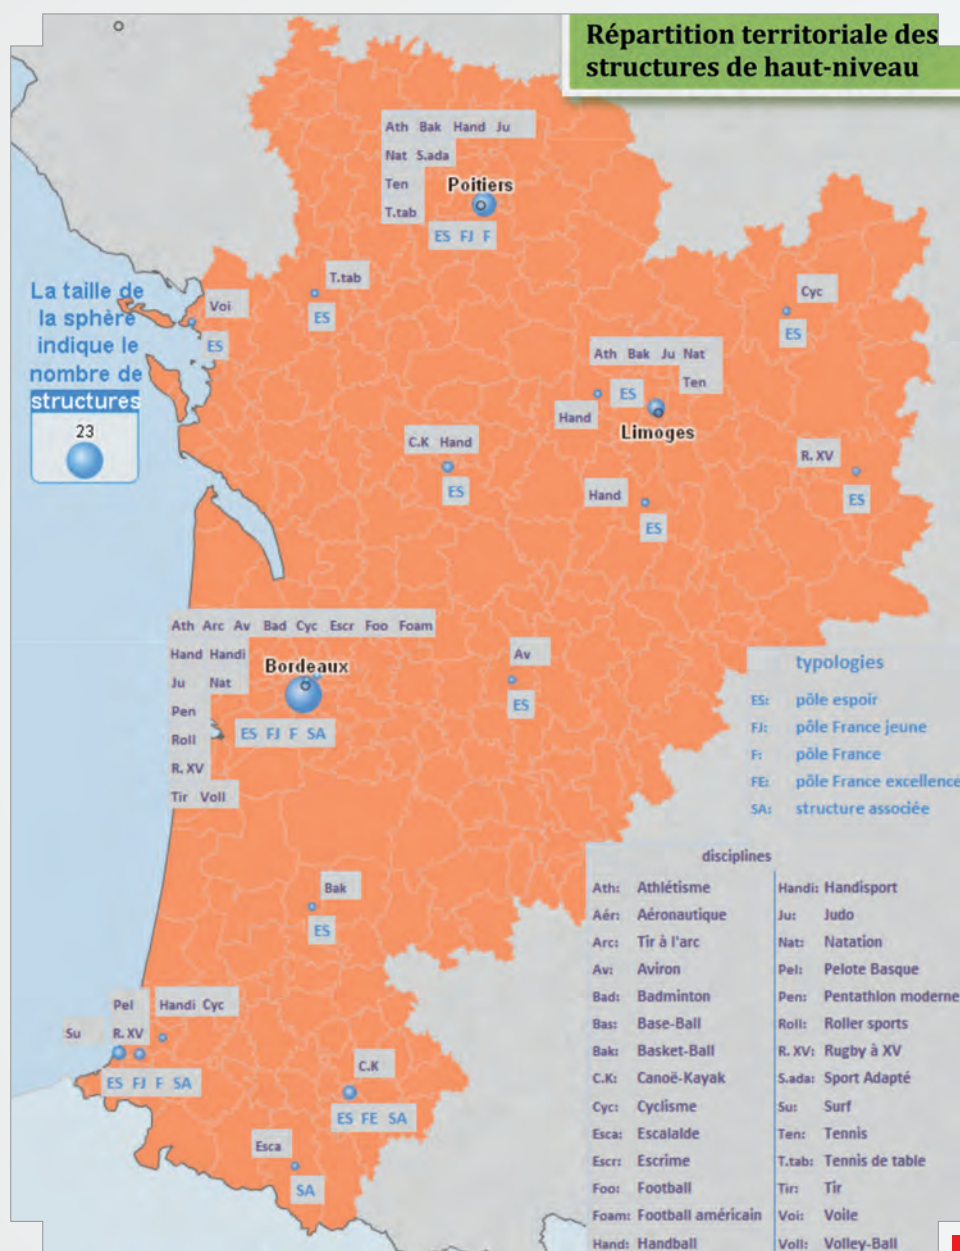 Répartition territoriale des
structures de haut-niveau
Ath Bak Hand Ju
Nat S.ada
Ten
T.tab
Poitiers
ES FJ F
T.tab
ES
Voi
ES
La taille de
la sphère
indique le
nombre de
structures
23
Cyc
ES
Ath Bak Ju Nat
Ten
ES
Hand
Limoges
C.K Hand
ES
R. XV
ES
Hand
ES
Ath Arc Av Bad Cyc Escr Foo Foam
Hand Handi
Ju Nat
Pen
Roll
R. XV
Tir Voll
Bordeaux
ES FJ F SA
Av
ES
typologies
ES: pôle espoir
FJ: pôle France jeune
F: pôle France
FE: pôle France excellence
SA: structure associée
Bak
ES
Pel Handi Cyc
Su R. XV
ES FJ F SA
C.K
ES FE SA
Esca
SA
disciplines
Ath: Athlétisme
Aér: Aéronautique
Arc: Tir à l'arc
Av: Aviron
Bad: Badminton
Bas: Base-Ball
Bak: Basket-Ball
C.K: Canoë-Kayak
Cyc: Cyclisme
Esca: Escalalde
Escr: Escrime
Foo: Football
Foam: Football américain
Hand: Handball
Handi: Handisport
Ju: Judo
Nat: Natation
Pel: Pelote Basque
Pen: Pentathlon moderne
Roll: Roller sports
R. XV: Rugby à XV
S.ada: Sport Adapté
Su: Surf
Ten: Tennis
T.tab: Tennis de table
Tir: Tir
Voi: Voile
Voll: Volley-Ball